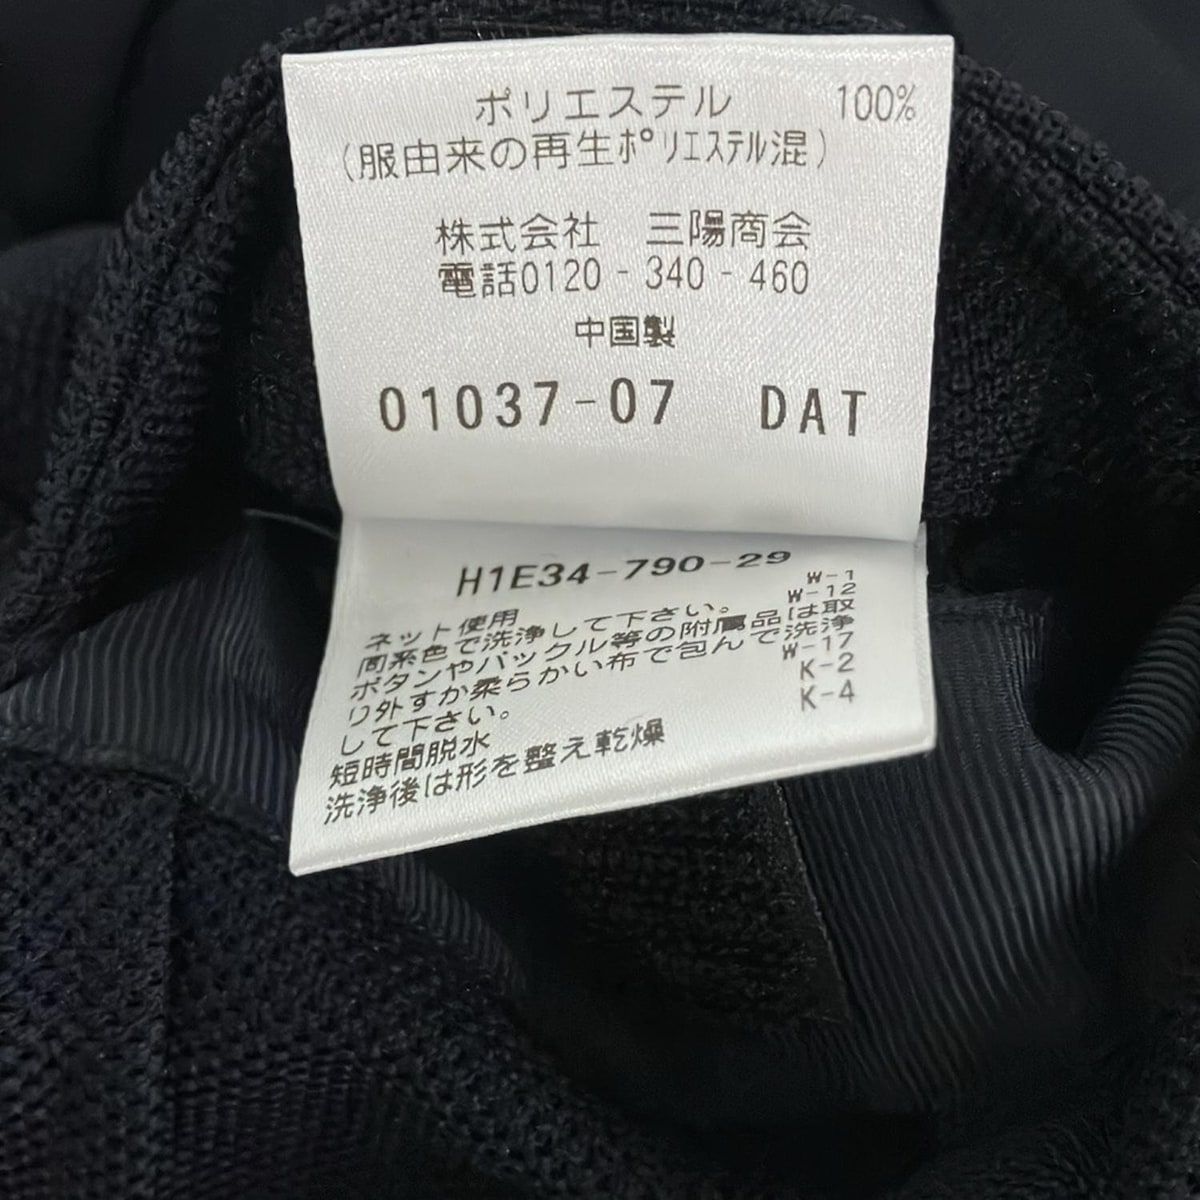 ポリエステル 100%
(服由来の再生ポリエステル混)
株式会社 三陽商会
電話0120-340-460
中国製
01037-07 DAT
H1E34-790-29
W-1
ネット使用
W-12
同系色で洗浄して下さい。
ボタンやバックル等の附属品は取
り外すか柔らかい布で包んで洗浄
して下さい。
W-17
短時間脱水
K-2
洗浄後は形を整え乾燥
K-4